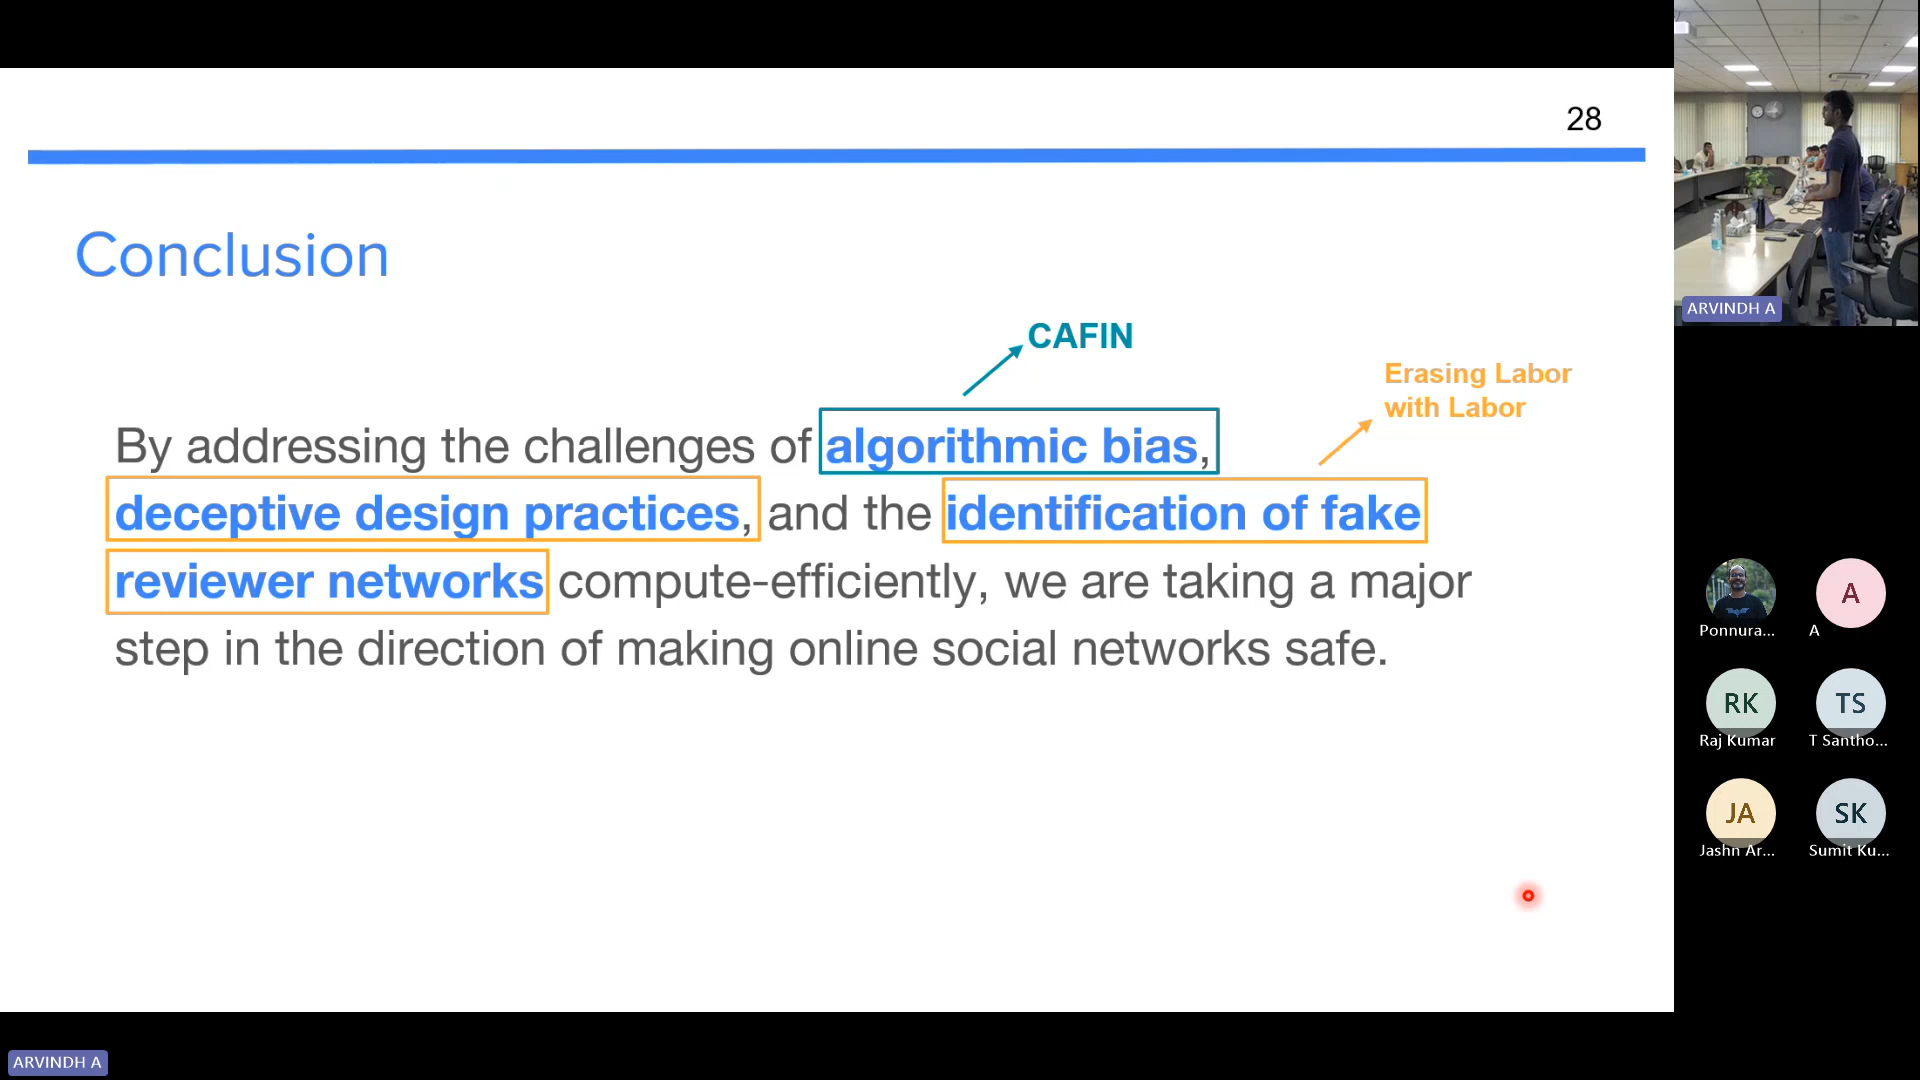 28
Conclusion
CAFIN
Erasing Labor
with Labor
By addressing the challenges of algorithmic bias,
deceptive design practices, and the identification of fake
reviewer networks compute-efficiently, we are taking a major
step in the direction of making online social networks safe.
ARVINDH A
Ponnura...
A
A
RK
TS
Raj Kumar
T Santho...
JA
SK
Jashn Ar...
Sumit Ku...
ARVINDH A